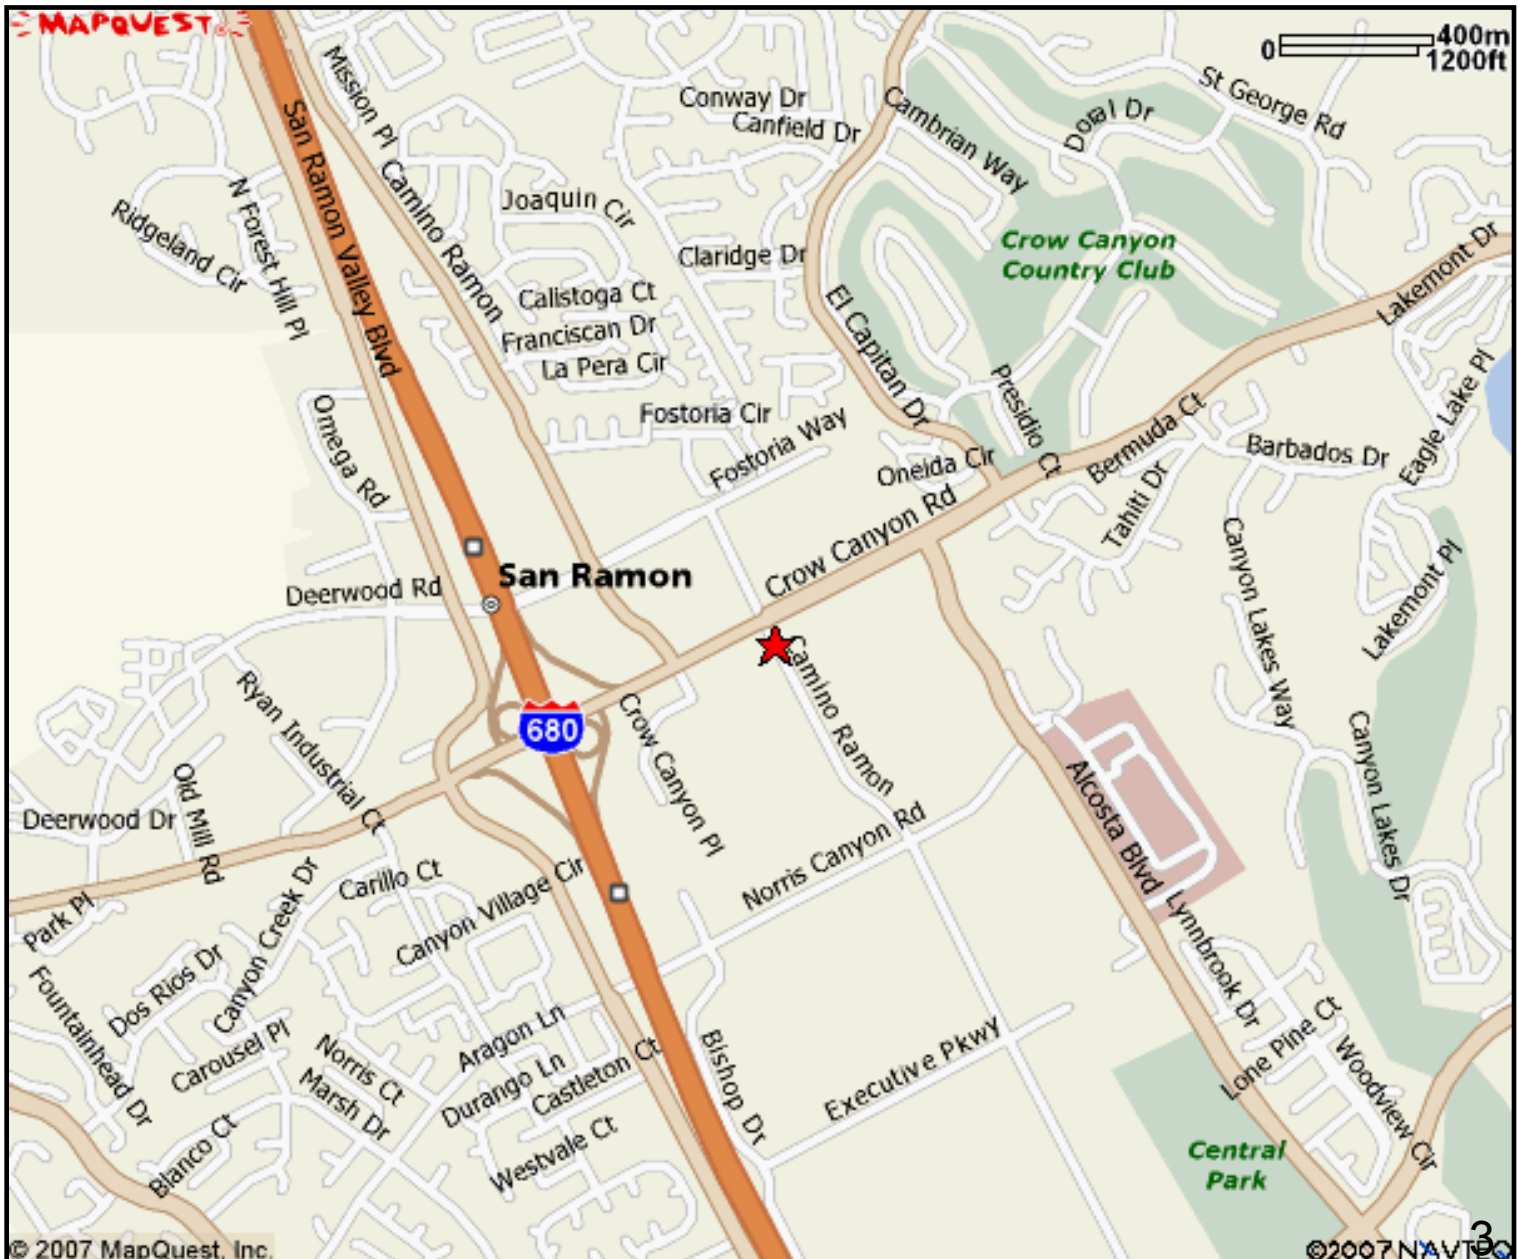 MAPQUEST
400m
0
1200ft
St George Rd
Mission Pl
Conway Dr
Canfield Dr
Cambrian Way
Doral Dr
San Ramon Valley Blvd
Camino Ramon
N Forest Hill Pl
Ridgeland Cir
Joaquin Cir
Claridge Dr
Crow Canyon
Country Club
Lakemont Dr
Calistoga Ct
Franciscan Dr
La Pera Cir
El Capitan Dr
Presidio Ct
Omega Rd
Fostoria Cir
Fostoria Way
Oneida Cir
Bermuda Ct
Barbados Dr
Eagle Lake Pl
Tahiti Dr
Crow Canyon Rd
San Ramon
Deerwood Rd
Canyon Lakes Way
Lakemont Pl
Ryan Industrial Ct
680
Crow Canyon Pl
Camino Ramon
Old Mill Rd
Deerwood Dr
Alcosta Blvd
Canyon Lakes Dr
Norris Canyon Rd
Carillo Ct
Canyon Village Cir
Park Pl
Canyon Creek Dr
Dos Rios Dr
Fountainhead Dr
Lynnbrook Dr
Carousel Pl
Norris Ct
Marsh Dr
Aragon Ln
Durango Ln
Castleton Ct
Bishop Dr
Executive Pkwy
Lone Pine Ct
Woodview Cir
Blanco Ct
Westvale Ct
Central
Park
© 2007 MapQuest, Inc.
©2007 NAVTEQ
3